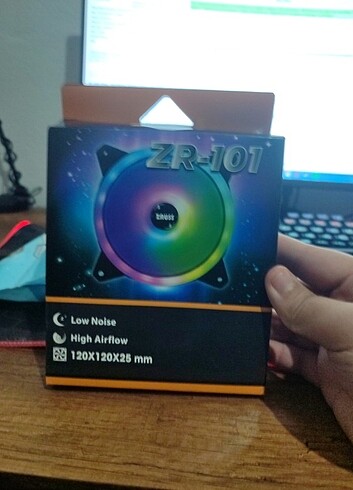 ZR-101
Low Noise
High Airflow
120X120X25 mm